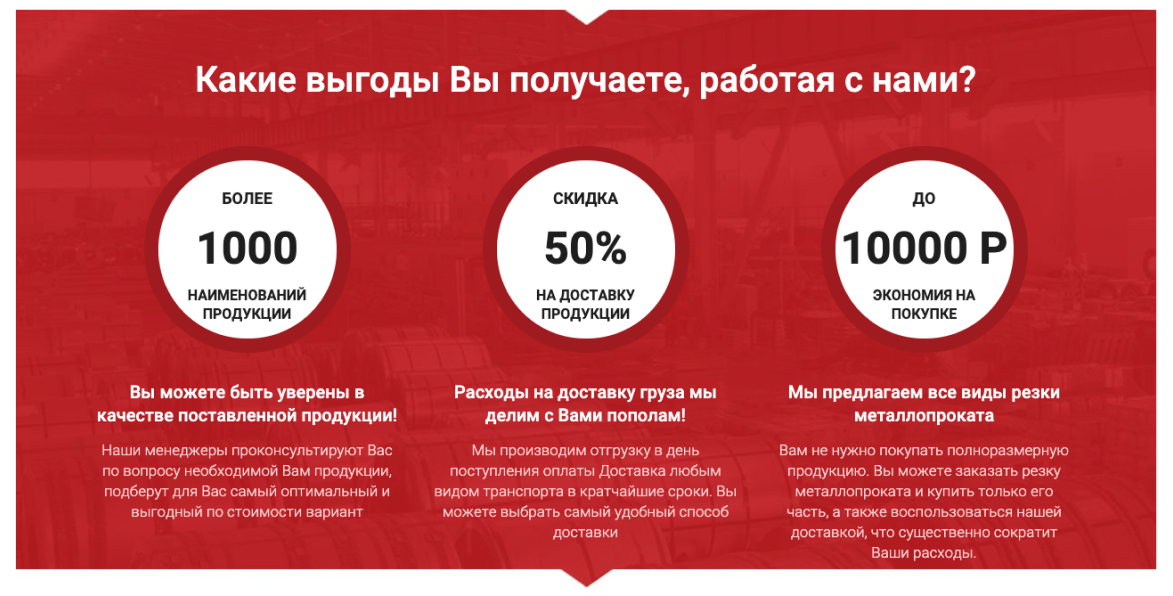 Какие выгоды Вы получаете, работая с нами?
БОЛЕЕ
1000
НАИМЕНОВАНИЙ
ПРОДУКЦИИ
СКИДКА
50%
НА ДОСТАВКУ
ПРОДУКЦИИ
ДО
10000 Р
ЭКОНОМИЯ НА
ПОКУПКЕ
Вы можете быть уверены в
качестве поставленной продукции!
Наши менеджеры проконсультируют Вас
по вопросу необходимой Вам продукции,
подберут для Вас самый оптимальный и
выгодный по стоимости вариант
Расходы на доставку груза мы
делим с Вами пополам!
Мы производим отгрузку в день
поступления оплаты Доставка любым
видом транспорта в кратчайшие сроки. Вы
можете выбрать самый удобный способ
доставки
Мы предлагаем все виды резки
металлопроката
Вам не нужно покупать полноразмерную
продукцию. Вы можете заказать резку
металлопроката и купить только его
часть, а также воспользоваться нашей
доставкой, что существенно сократит
Ваши расходы.